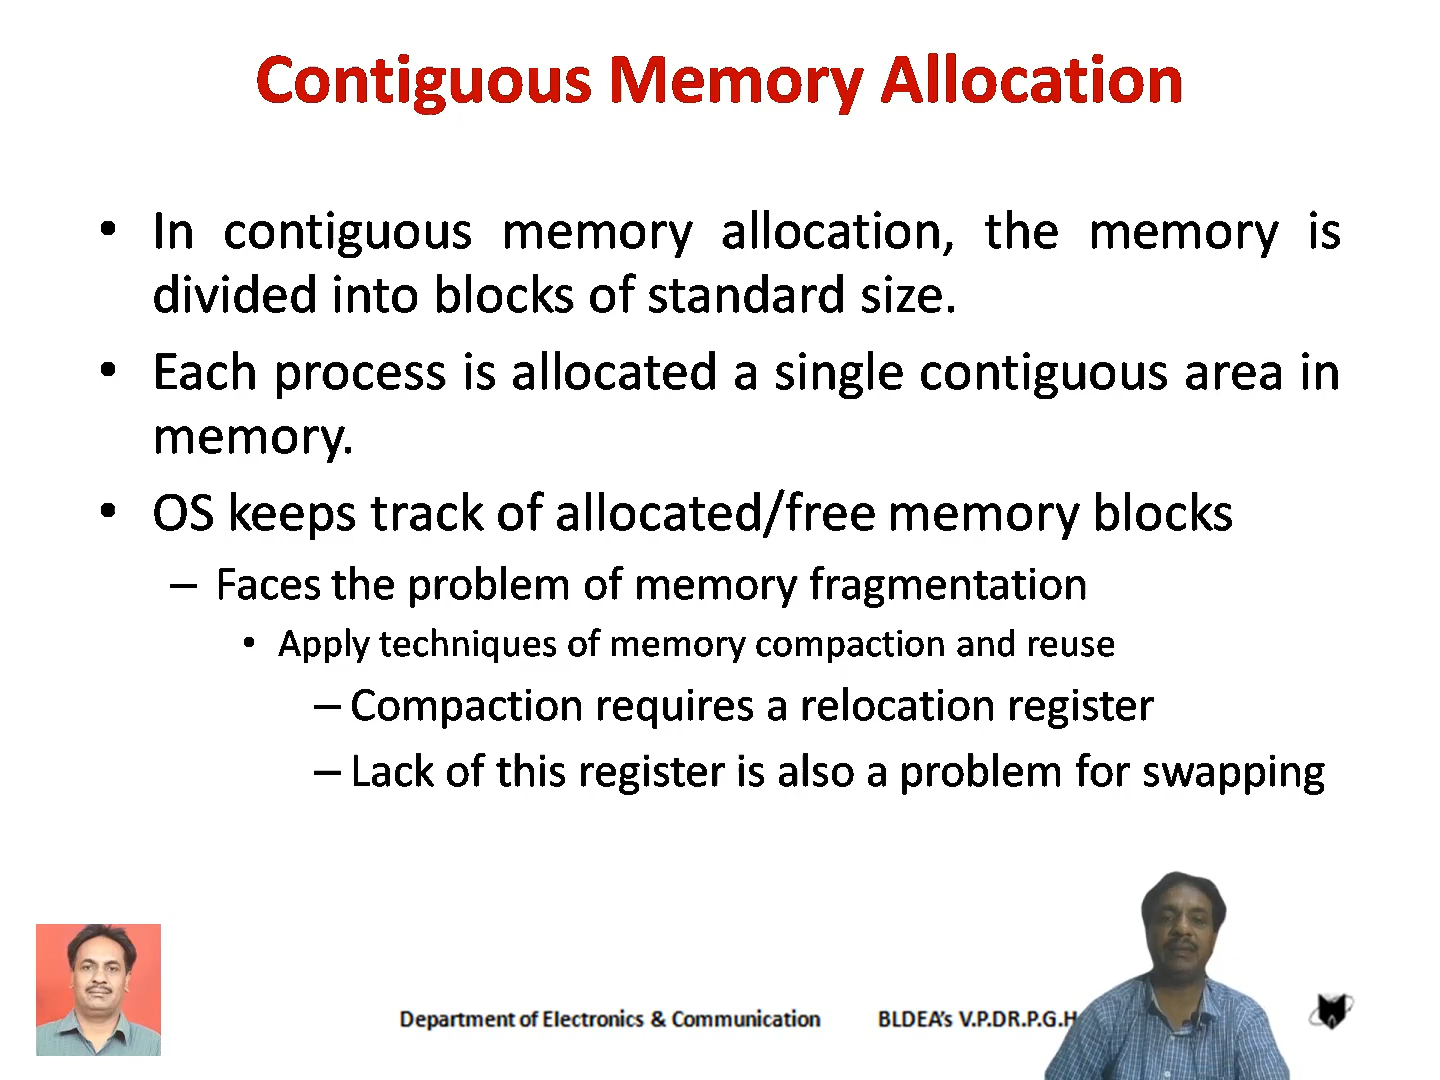 Contiguous Memory Allocation
• In contiguous memory allocation, the memory is
divided into blocks of standard size.
• Each process is allocated a single contiguous area in
memory.
• OS keeps track of allocated/free memory blocks
– Faces the problem of memory fragmentation
• Apply techniques of memory compaction and reuse
– Compaction requires a relocation register
– Lack of this register is also a problem for swapping
Department of Electronics & Communication BLDEA's V.P.DR.P.G.H